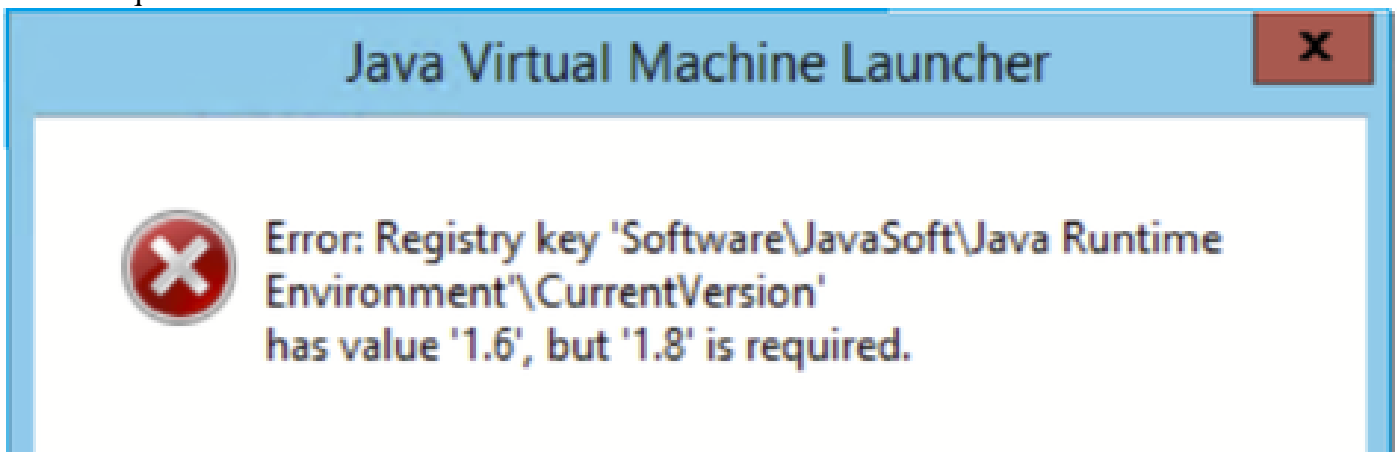 Java Virtual Machine Launcher
x
Error: Registry key 'Software\JavaSoft\Java Runtime
Environment'\CurrentVersion'
has value '1.6', but '1.8' is required.